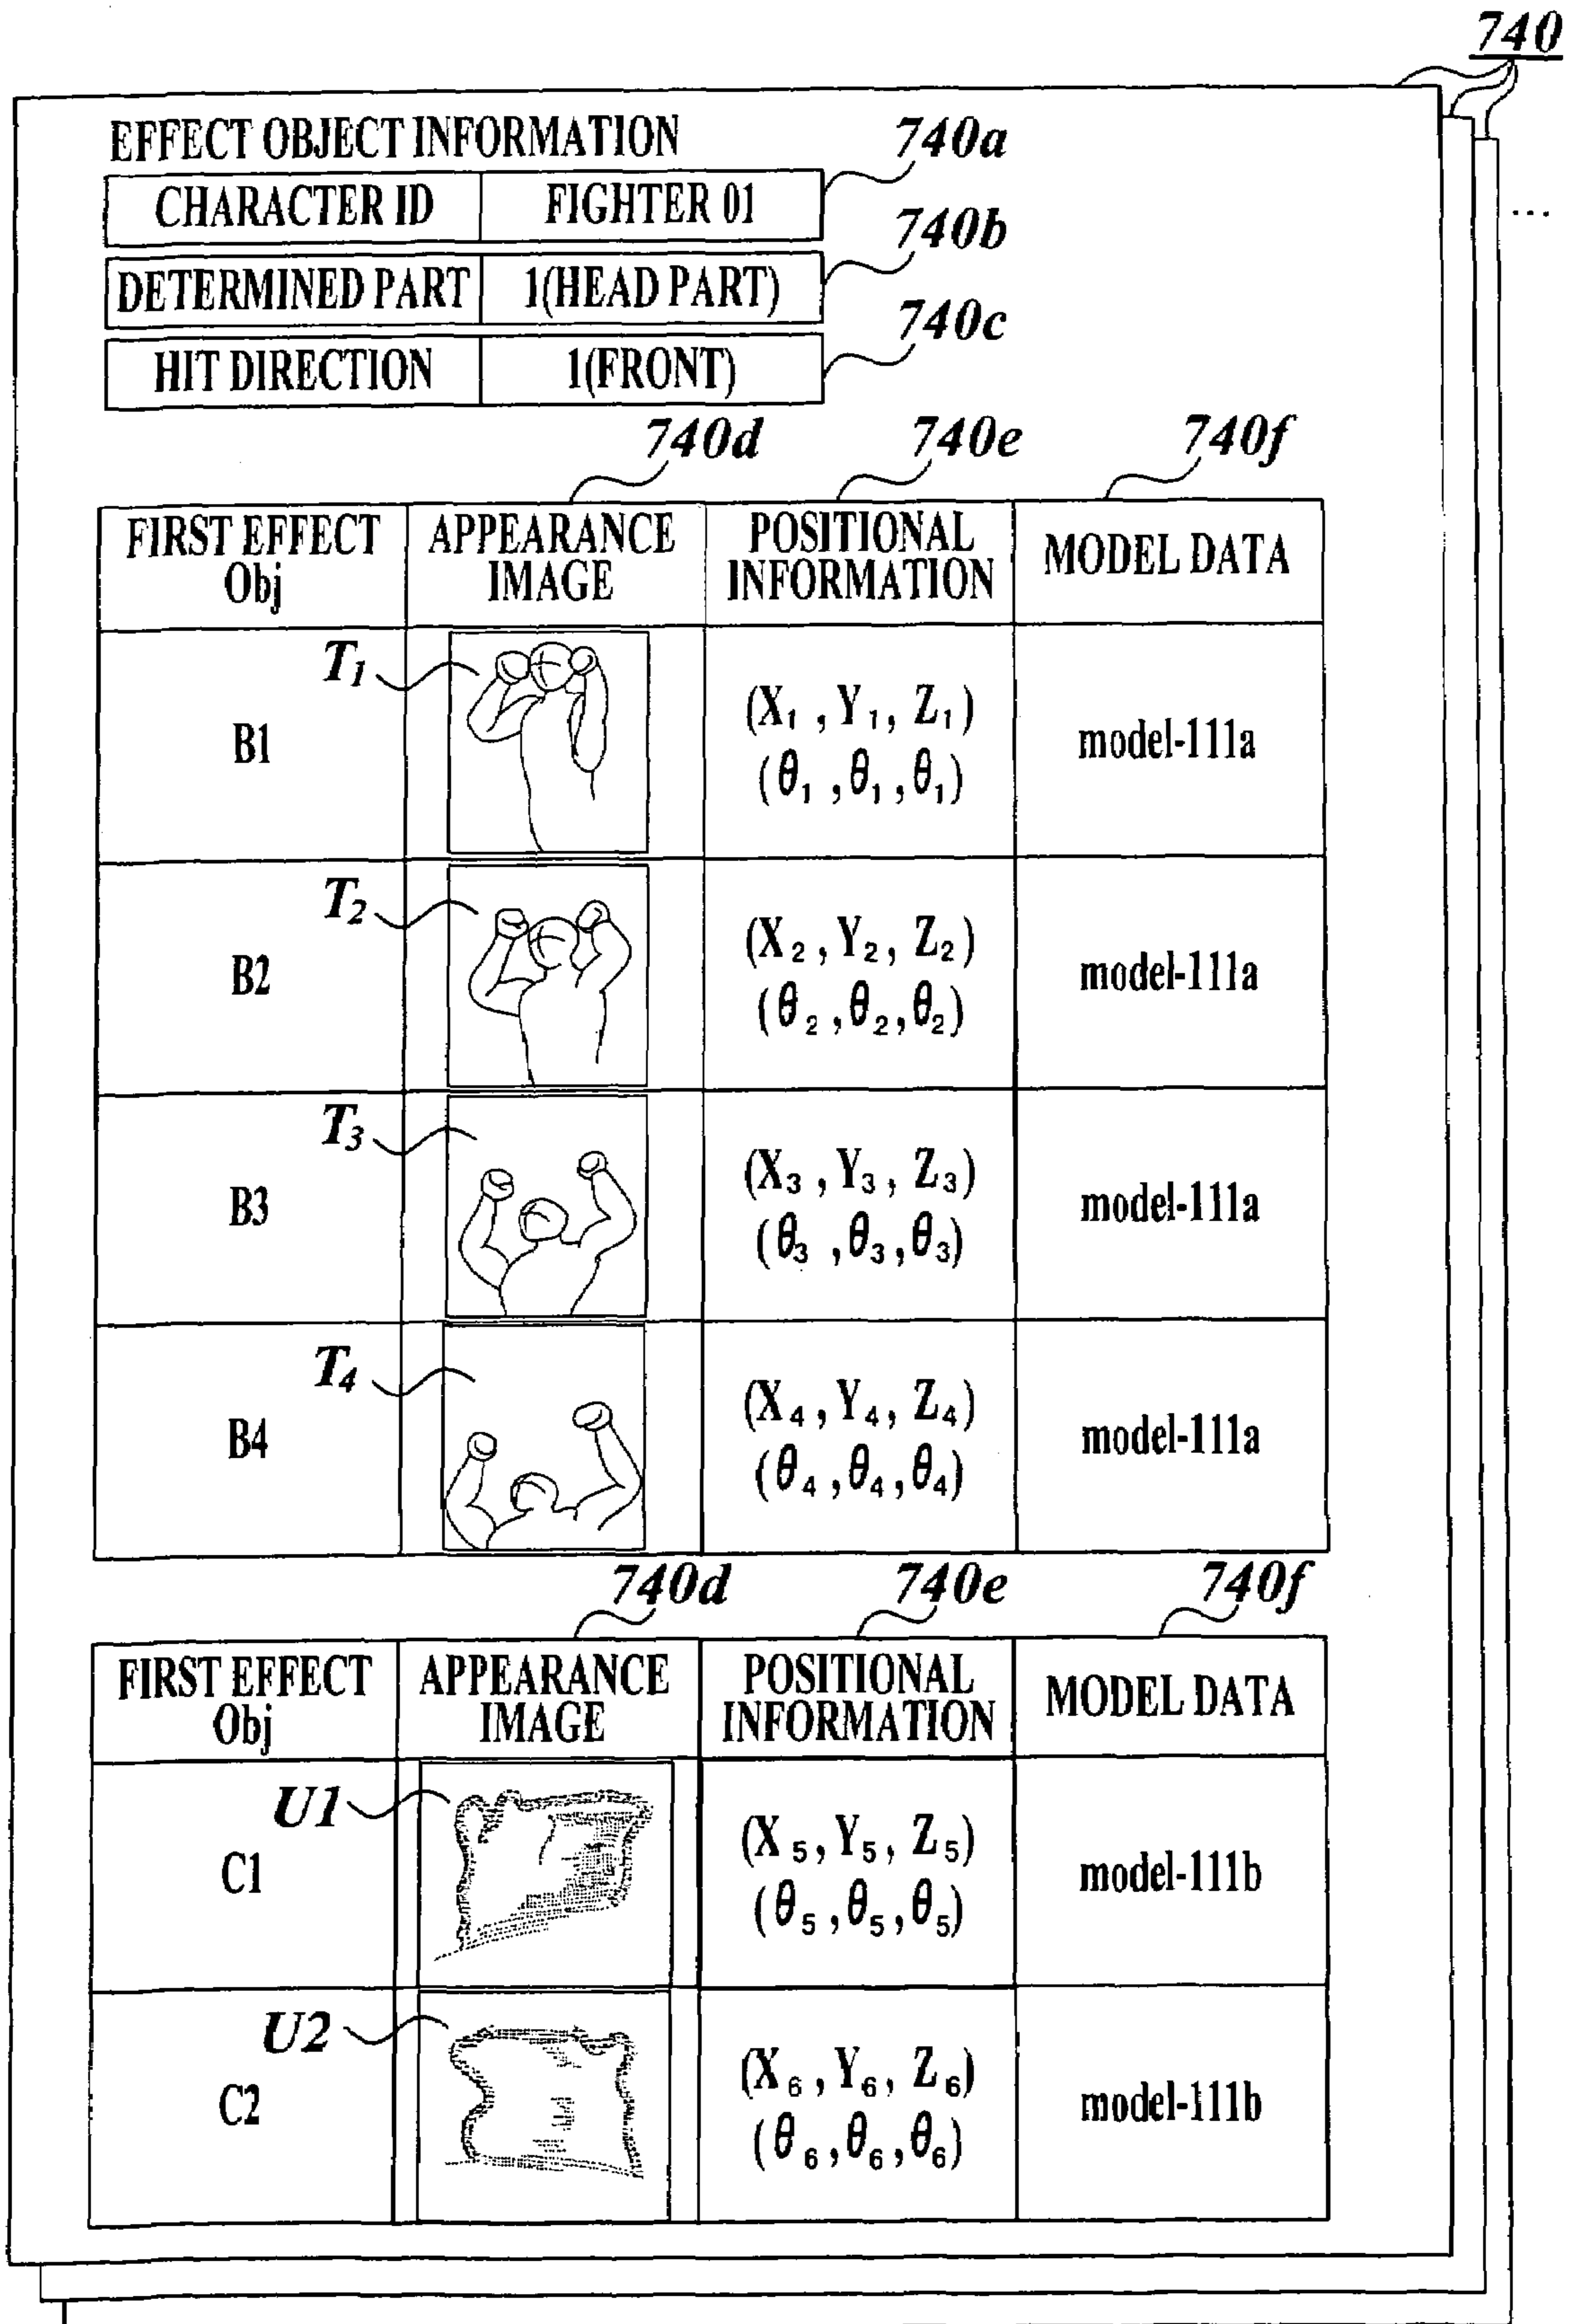 740
EFFECT OBJECT INFORMATION
740a
CHARACTER ID FIGHTER 01
...
740b
DETERMINED PART 1(HEAD PART)
740c
HIT DIRECTION 1(FRONT)
740d 740e 740f
FIRST EFFECT Obj APPEARANCE IMAGE POSITIONAL INFORMATION MODEL DATA
T1
B1 (X1, Y1, Z1) model-111a
(θ1, θ1, θ1)
T2
B2 (X2, Y2, Z2) model-111a
(θ2, θ2, θ2)
T3
B3 (X3, Y3, Z3) model-111a
(θ3, θ3, θ3)
T4
B4 (X4, Y4, Z4) model-111a
(θ4, θ4, θ4)
740d 740e 740f
FIRST EFFECT Obj APPEARANCE IMAGE POSITIONAL INFORMATION MODEL DATA
U1
C1 (X5, Y5, Z5) model-111b
(θ5, θ5, θ5)
U2
C2 (X6, Y6, Z6) model-111b
(θ6, θ6, θ6)